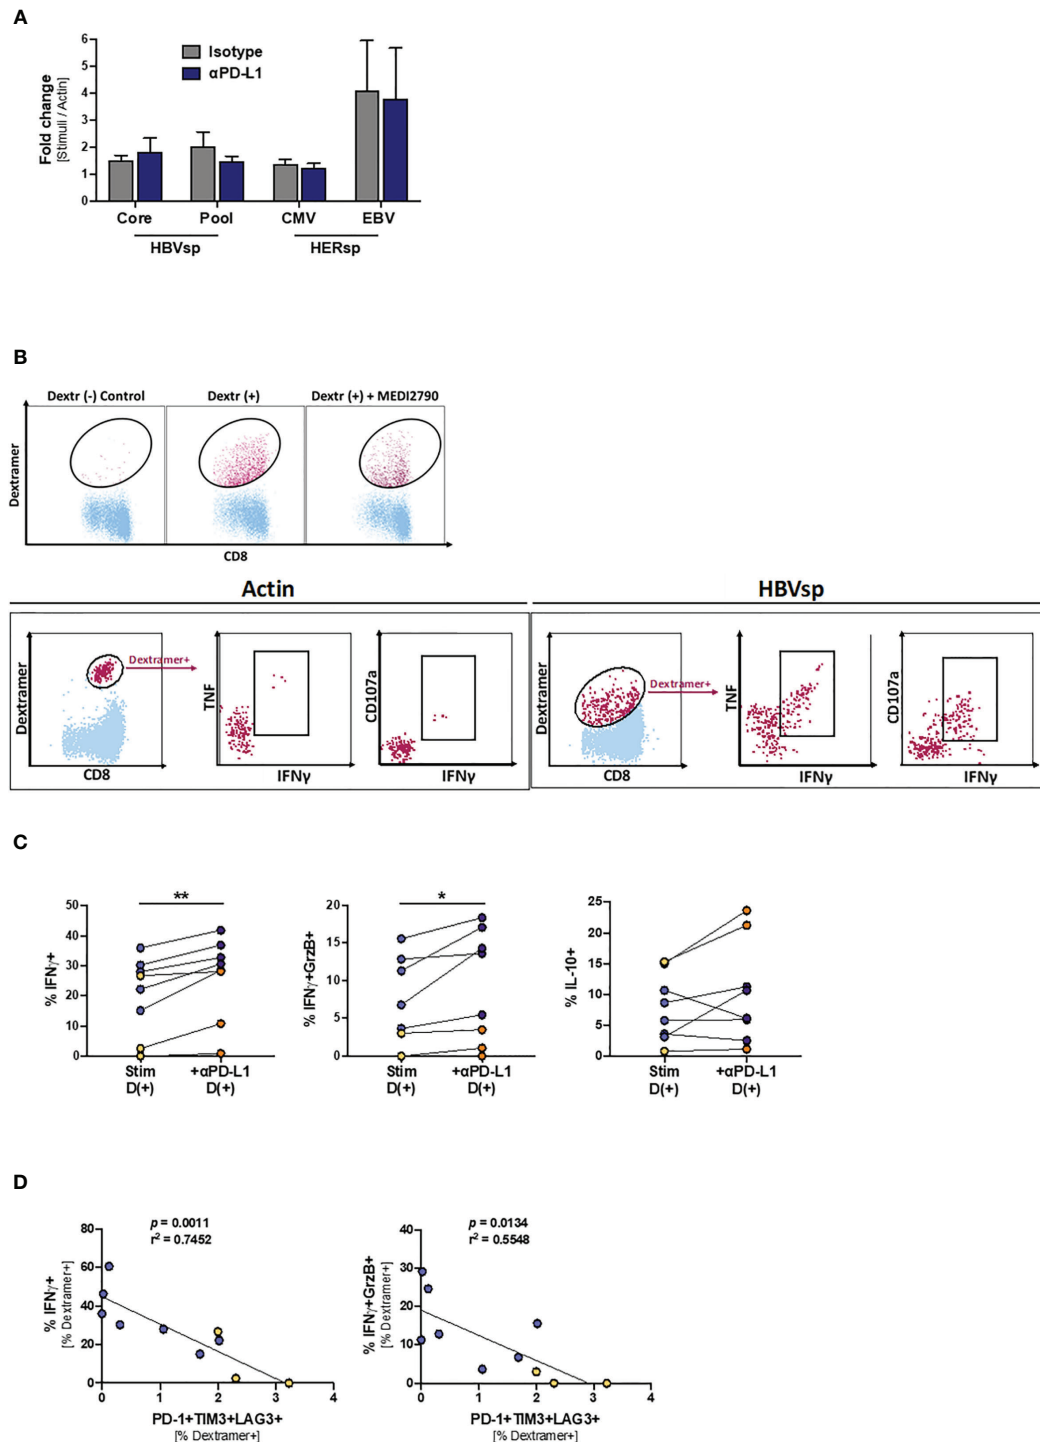 A
Fold change
[Stimuli / Actin]
6
5
4
3
2
1
0
Isotype
αPD-L1
Core
Pool
CMV
EBV
HBVsp
HERsp
B
Dextr (-) Control
Dextr (+)
Dextr (+) + MEDI2790
Dextramer
CD8
Actin
HBVsp
Dextramer
CD8
Dextramer+
TNF
IFNγ
CD107a
IFNγ
Dextramer
CD8
Dextramer+
TNF
IFNγ
CD107a
IFNγ
C
% IFNγ+
50
40
30
20
10
0
**
Stim
D(+)
+αPD-L1
D(+)
% IFNγ+GrzB+
20
15
10
5
0
*
Stim
D(+)
+αPD-L1
D(+)
% IL-10+
25
20
15
10
5
0
Stim
D(+)
+αPD-L1
D(+)
D
% IFNγ+
[% Dextramer+]
80
60
40
20
0
p = 0.0011
r² = 0.7452
0 1 2 3 4
PD-1+TIM3+LAG3+
[% Dextramer+]
% IFNγ+GrzB+
[% Dextramer+]
40
30
20
10
0
p = 0.0134
r² = 0.5548
0 1 2 3 4
PD-1+TIM3+LAG3+
[% Dextramer+]